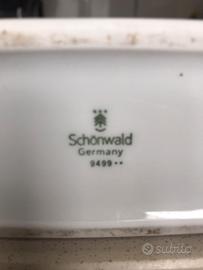 Schönwald
Germany
9499 **
subito